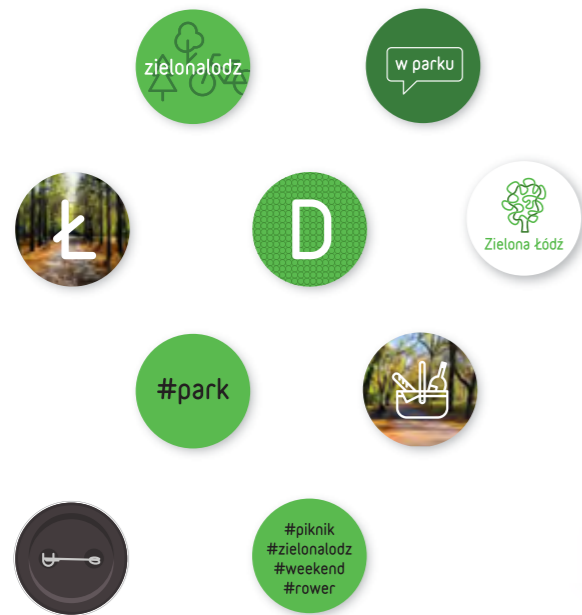 zielonalodz
w parku
Ł
D
Zielona Łódź
#park
#piknik
#zielonalodz
#weekend
#rower